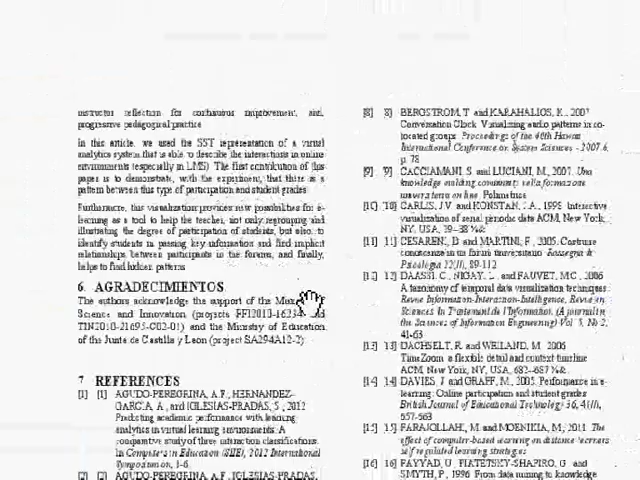 instructor reflection for continuous improvement, and,
progressive pedagogical practice
In this article, we used the SST representation of a virtual
analytics system that is able to describe the interactions in online
environments (especially in LMS). The first contribution of this
paper is to demonstrate, with the experiment, that there is a
pattern between this type of participation and student grades
Furthermore, this visualization provides new possibilities for e-
learning as a tool to help the teacher, not only regrouping and
illustrating the degree of participation of students, but also, to
identify students in passing key information and find implicit
relationships between participants in the forums, and finally,
helps to find hidden patterns
6. AGRADECIMIENTOS
The authors acknowledge the support of the
Science and Innovation (projects
TIN2010-21695-C02-01) and the Ministry of Education
of the Junta de Castilla y Leon (project SA294A12-2)
7 REFERENCES
[1] [1] AGUDO-PEREGRINA, A.F., HERNANDEZ-
GARCIA, A., and IGLESIAS-PRADAS, S., 2012
Predicting academic performance with learning
analytics in virtual learning environments: A
comparative study of three interaction classifications.
In Computers in Education (SIIE), 2012 International
Symposium on, 1-6
[2] [2] AGUDO-PEREGRINA, A.F., IGLESIAS-PRADAS,
[8] 8] BERGSTROM, T. and KARAHALIOS, K., 2007
Conversation Clock: Visualizing audio patterns in co-
located groups. Proceedings of the 40th Hawaii
International Conference on System Sciences - 2007 6,
p. 78
[9] 9] CACCIAMANI, S. and LUCIANI, M., 2007. Una
knowledge making community nella formazione
universitaria on line. Polimetrica
[10] 10] CARLIS, J.V. and KONSTAN, J.A., 1998 Interactive
visualization of serial periodic data ACM, New York,
NY, USA, 29–38
[11] 11] CESARENI, D. and MARTINI, F., 2005. Costruire
conoscenza in un forum universitario. Rassegna di
Psicologia 22(3), 89-112
[12] 12] DAASSI, C., NIGAY, L. and FAUVET, M.C., 2006
A taxonomy of temporal data visualization techniques.
Revue Information-Interaction-Intelligence, Revue en
Sciences In Traitement de l'Information. (A journal in
the Sciences of Information Engineering) Vol 5, No 2,
41-63
[13] 13] DACHSELT, R. and WEILAND, M. 2006
TimeZoom: a flexible detail and context timeline
ACM, New York, NY, USA, 682–687
[14] 14] DAVIES, J. and GRAFF, M., 2005. Performance in e-
learning: Online participation and student grades
British Journal of Educational Technology 36, 4,
657-663
[15] 15] FARAJOLLAHI, M. and MOENIKIA, M., 2011 The
effect of computer-based learning on distance learners
self regulated learning strategies
[16] 16] FAYYAD, U., PIATETSKY-SHAPIRO, G. and
SMYTH, P., 1996. From data mining to knowledge